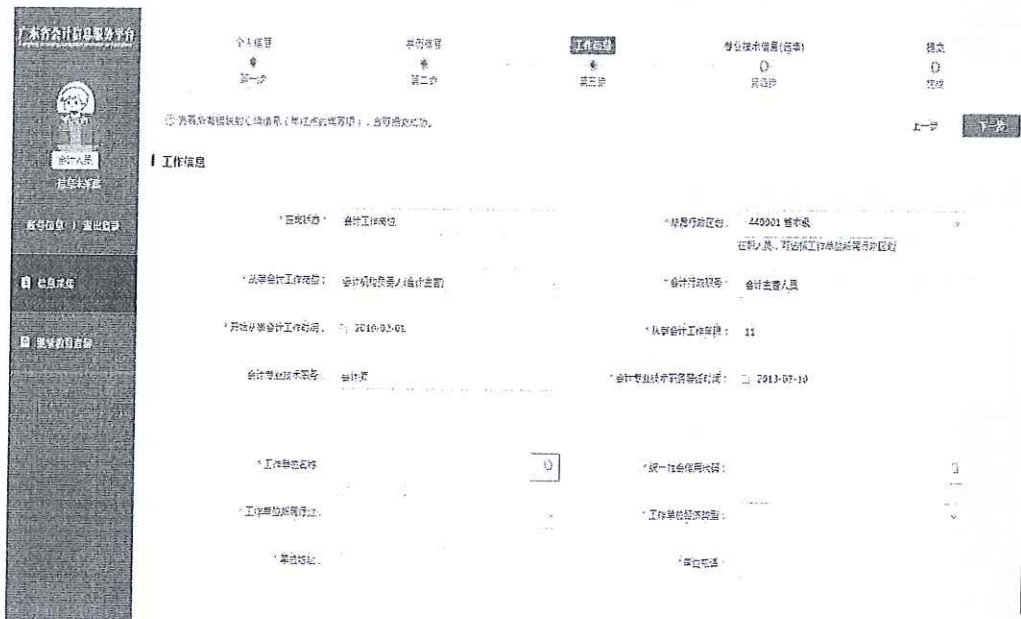 广东省会计信息服务平台
个人信息
学历信息
工作信息
专业技术信息(选填)
提交
第一步
第二步
第三步
第四步
完成
上一步
下一步
会计人员
信息未采集
工作信息
账号信息 | 退出登录
*在岗状态: 会计工作岗位
*所属行政区划: 440001 省本级
在职人员,可选择工作单位所属行政区划
信息采集
*从事会计工作岗位: 会计机构负责人(会计主管)
*会计行政职务: 会计主管人员
继续教育查询
*开始从事会计工作时间: 2010-02-01
*从事会计工作年限: 11
会计专业技术职务: 会计师
*会计专业技术职务聘任时间: 2013-07-10
*工作单位名称
*统一社会信用代码:
*工作单位所属行业:
*工作单位经济类型:
*单位地址:
*单位电话: